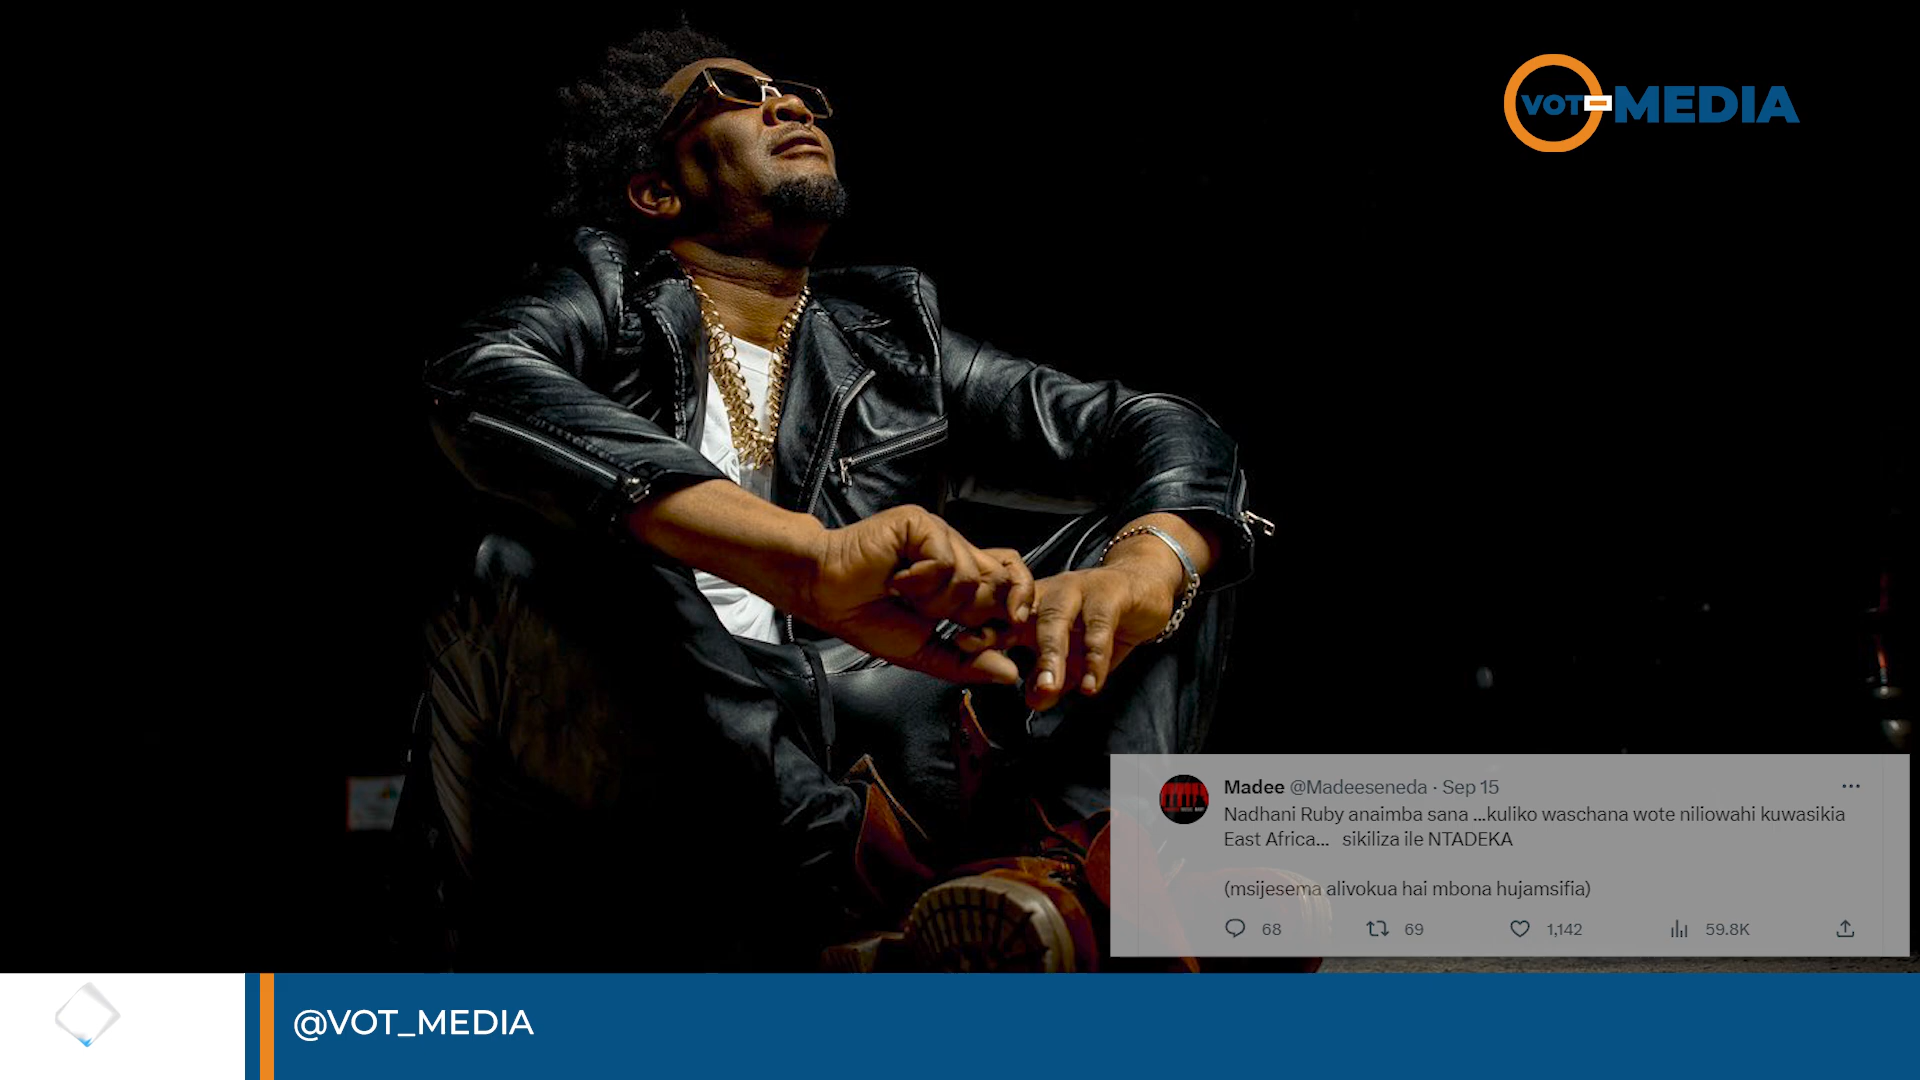 VOT MEDIA
Madee @Madeeseneda · Sep 15
Nadhani Ruby anaimba sana ...kuliko waschana wote niliowahi kuwasikia
East Africa... sikiliza ile NTADEKA
(msijesema alivokua hai mbona hujamsifia)
68 69 1,142 59.8K
@VOT_MEDIA